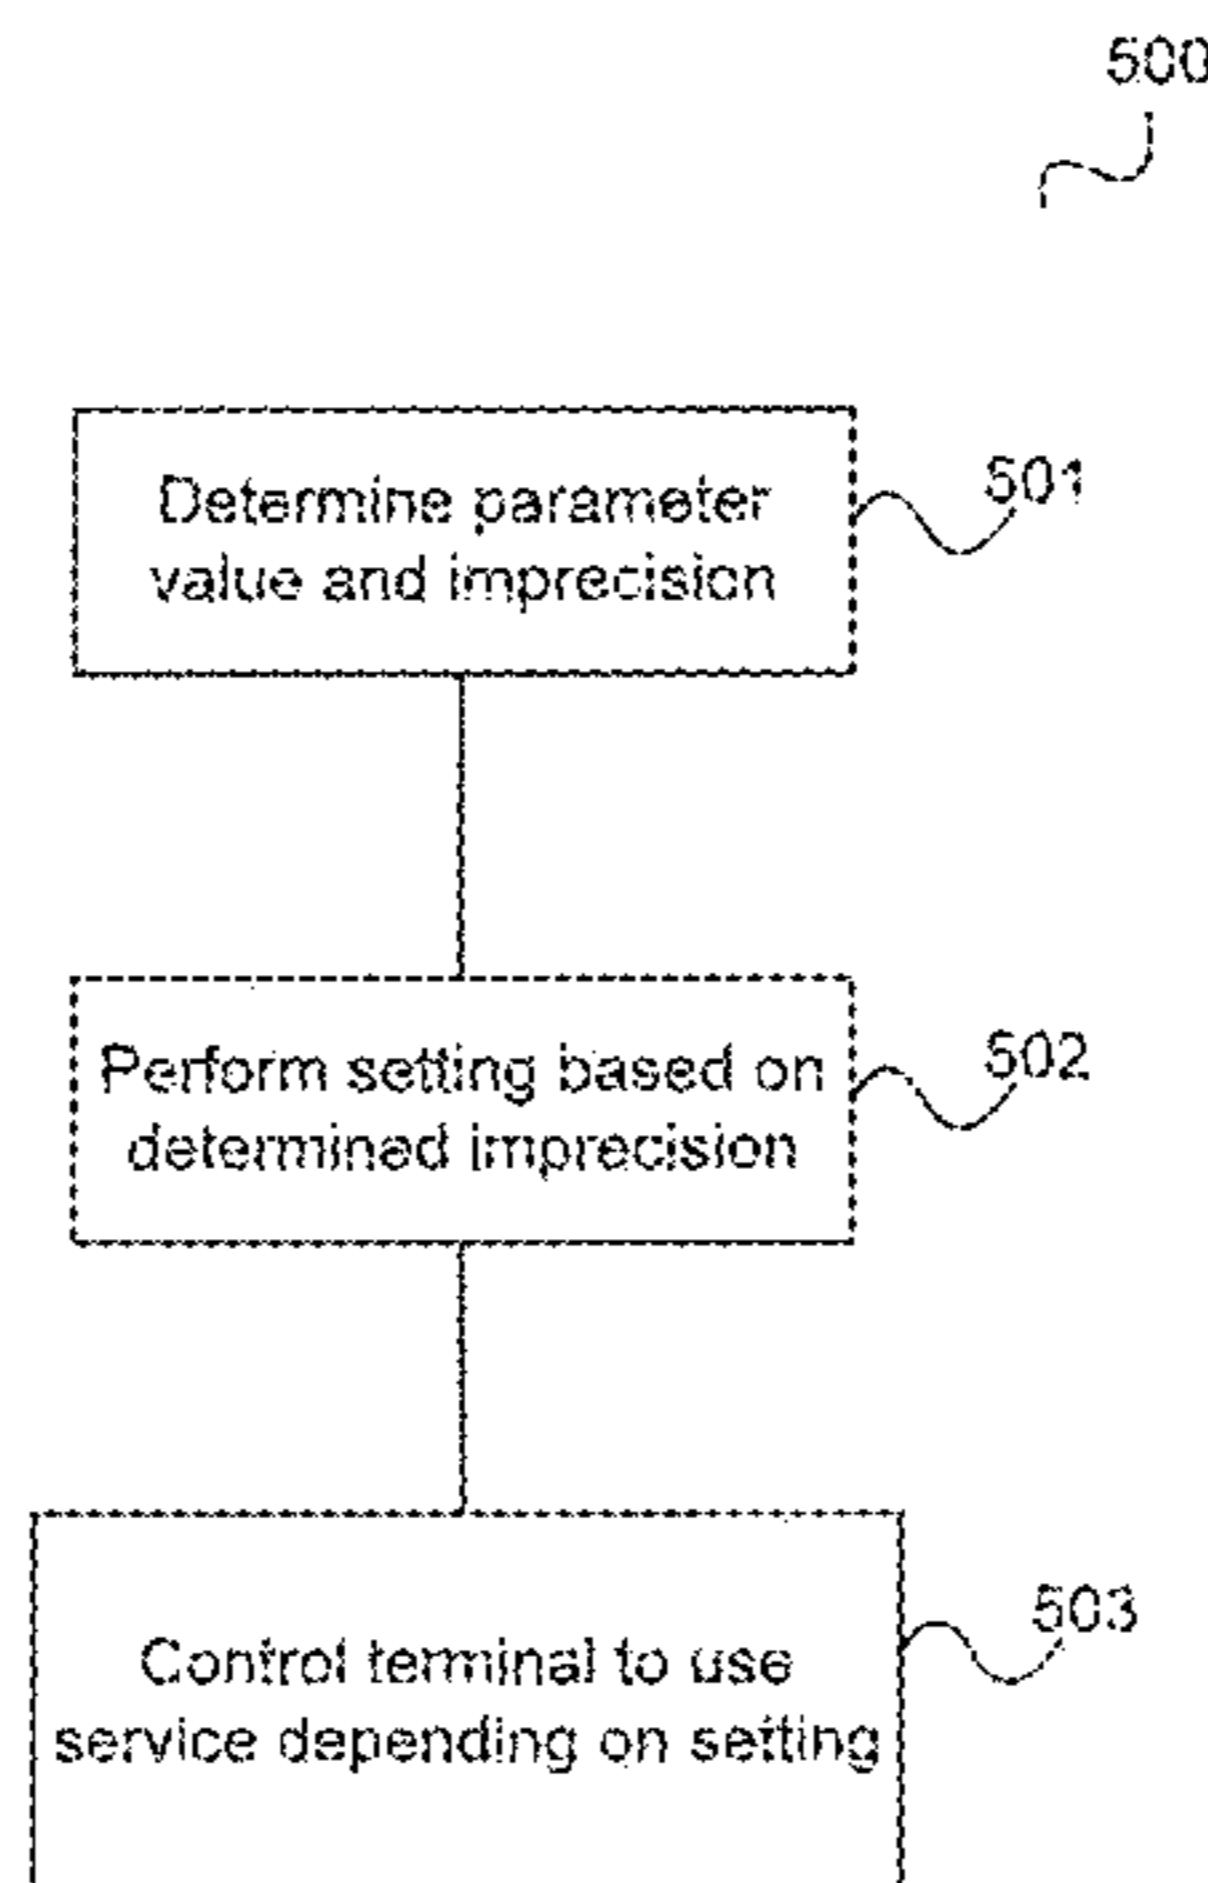 500
Determine parameter
value and imprecision
501
Perform setting based on
determined imprecision
502
Control terminal to use
service depending on setting
503